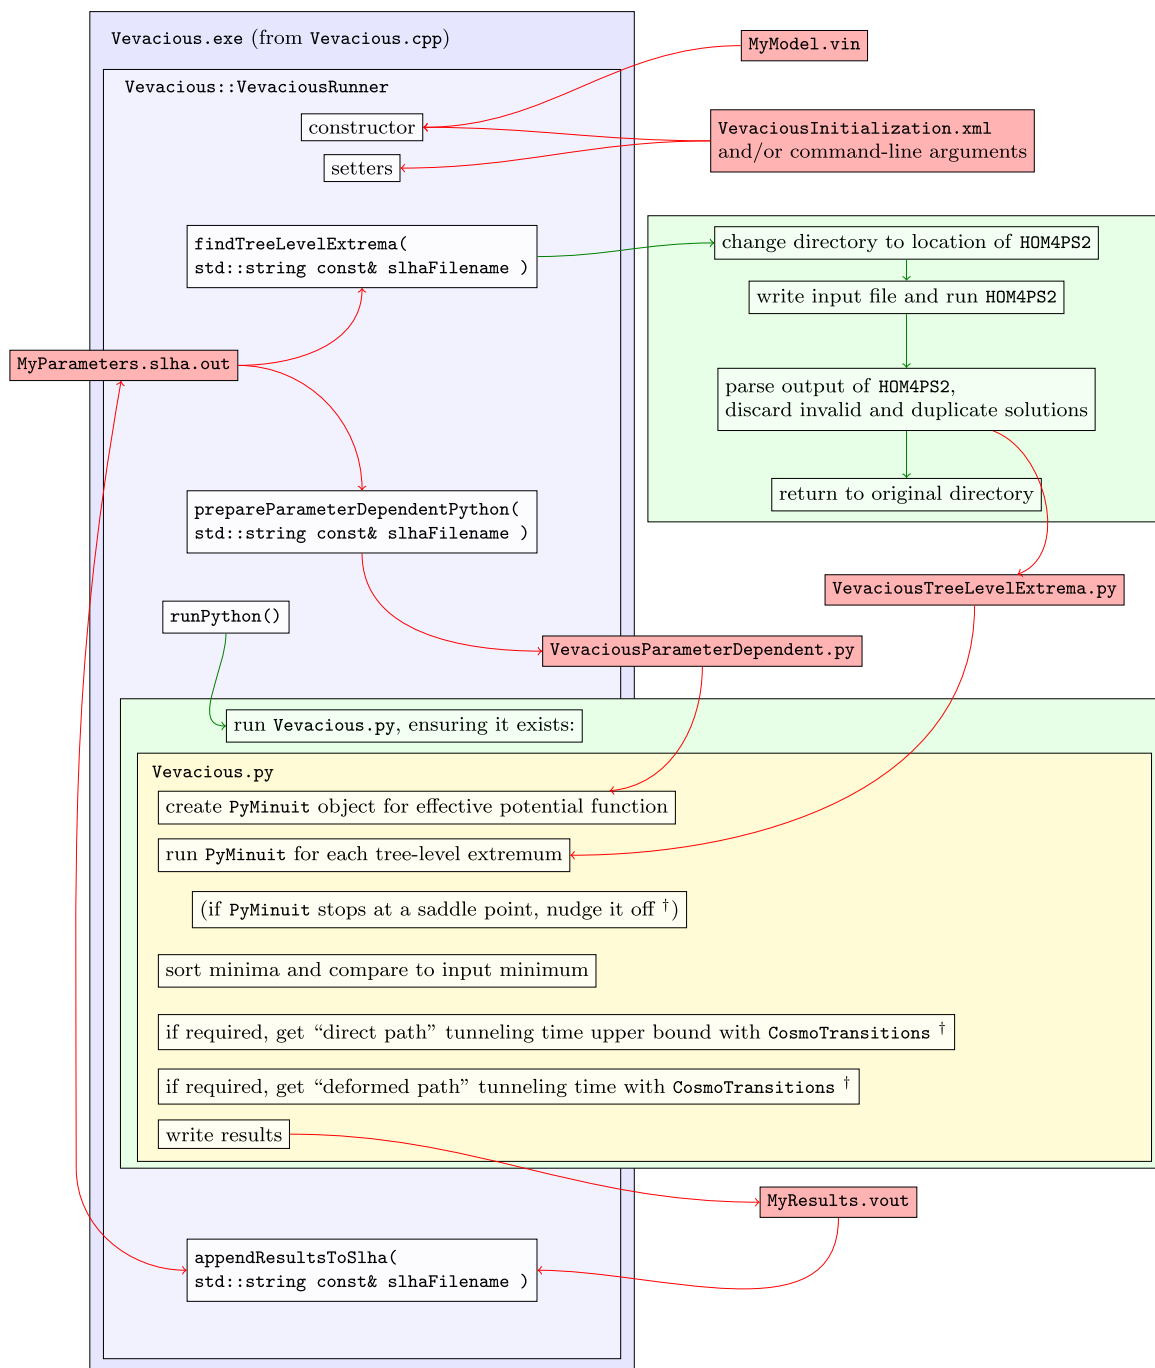 Vevacious.exe (from Vevacious.cpp)
MyModel.vin
Vevacious::VevaciousRunner
constructor
VevaciousInitialization.xml
and/or command-line arguments
setters
findTreeLevelExtrema(
std::string const& slhaFilename )
change directory to location of HOM4PS2
write input file and run HOM4PS2
MyParameters.slha.out
parse output of HOM4PS2,
discard invalid and duplicate solutions
return to original directory
prepareParameterDependentPython(
std::string const& slhaFilename )
VevaciousTreeLevelExtrema.py
runPython()
VevaciousParameterDependent.py
run Vevacious.py, ensuring it exists:
Vevacious.py
create PyMinuit object for effective potential function
run PyMinuit for each tree-level extremum
(if PyMinuit stops at a saddle point, nudge it off †)
sort minima and compare to input minimum
if required, get “direct path” tunneling time upper bound with CosmoTransitions †
if required, get “deformed path” tunneling time with CosmoTransitions †
write results
MyResults.vout
appendResultsToSlha(
std::string const& slhaFilename )